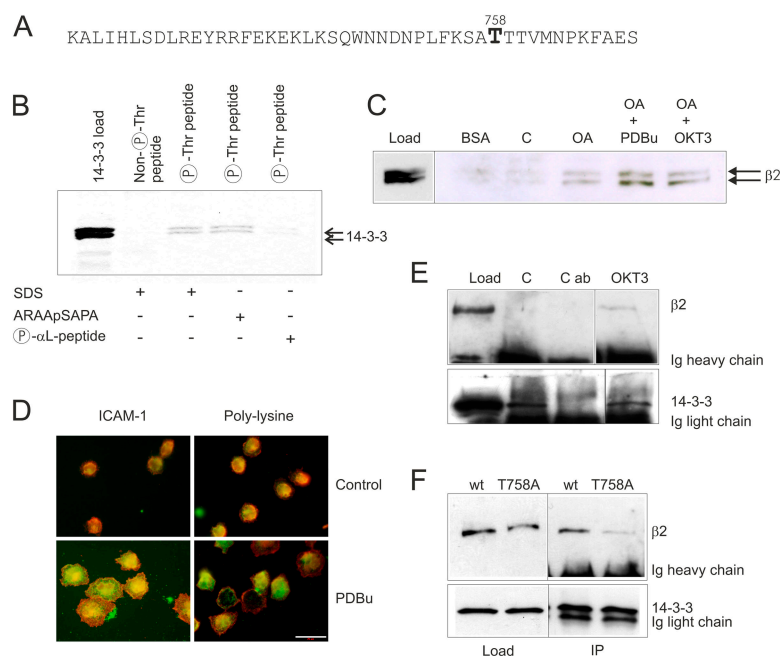 A
758
KALIHLSDLREYRRFEKEKLKSQWNNDNPLFKSATTTVMNPKFAES
B
14-3-3 load
Non-Ⓟ-Thr
peptide
Ⓟ-Thr peptide
Ⓟ-Thr peptide
Ⓟ-Thr peptide
14-3-3
SDS + + - -
ARAApSAPA - - + -
Ⓟ-αL-peptide - - - +
C
Load
BSA
C
OA
OA
+
PDBu
OA
+
OKT3
β2
D
ICAM-1
Poly-lysine
Control
PDBu
E
Load C C ab OKT3
β2
Ig heavy chain
14-3-3
Ig light chain
F
wt T758A wt T758A
β2
Ig heavy chain
14-3-3
Ig light chain
Load
IP